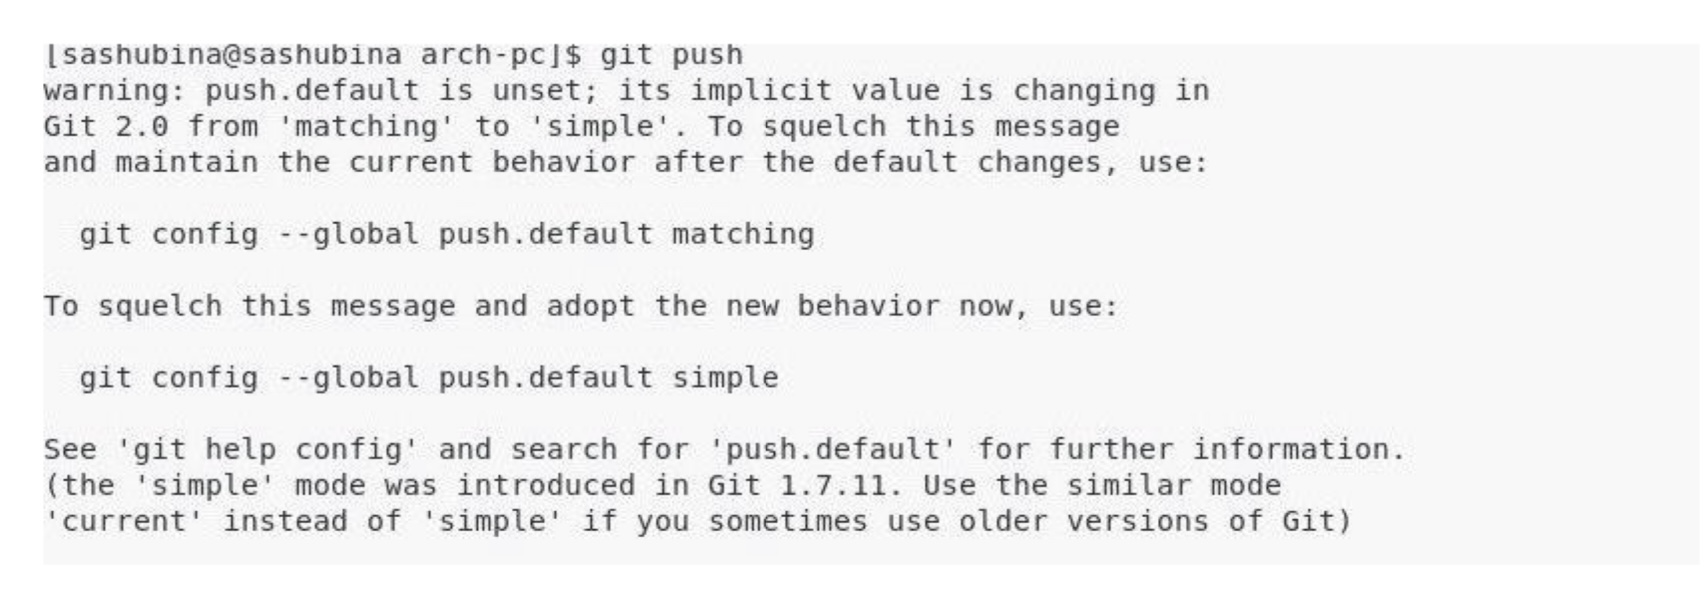 [sashubina@sashubina arch-pc]$ git push
warning: push.default is unset; its implicit value is changing in
Git 2.0 from 'matching' to 'simple'. To squelch this message
and maintain the current behavior after the default changes, use:

  git config --global push.default matching

To squelch this message and adopt the new behavior now, use:

  git config --global push.default simple

See 'git help config' and search for 'push.default' for further information.
(the 'simple' mode was introduced in Git 1.7.11. Use the similar mode
'current' instead of 'simple' if you sometimes use older versions of Git)